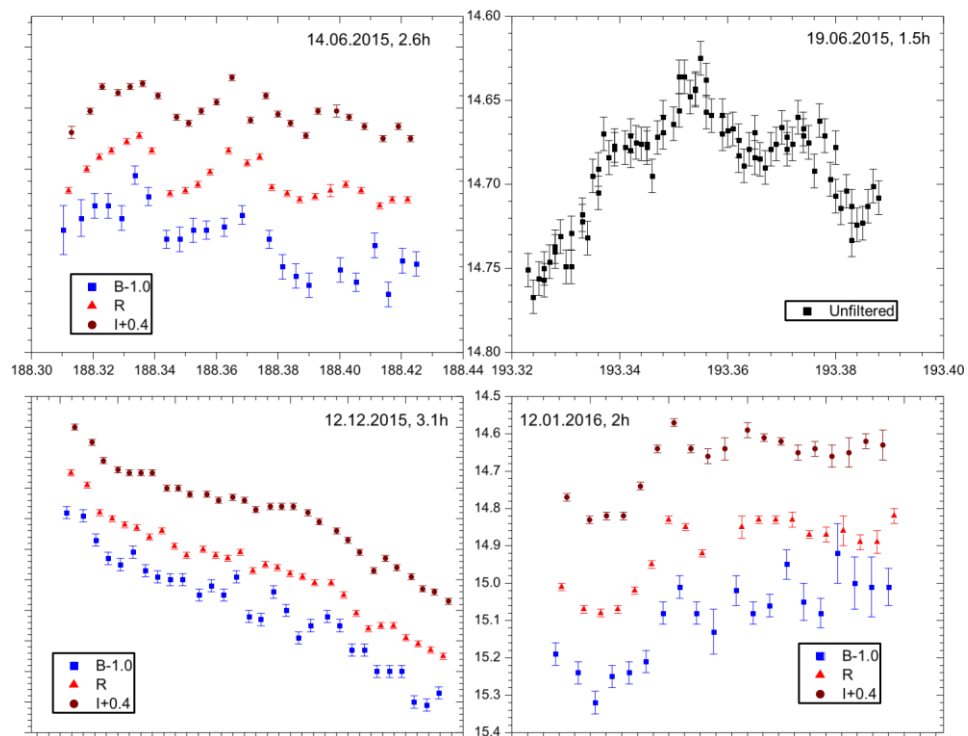 14.06.2015, 2.6h
B-1.0
R
I+0.4
188.30 188.32 188.34 188.36 188.38 188.40 188.42 188.44
14.60
14.65
14.70
14.75
14.80
19.06.2015, 1.5h
Unfiltered
193.32 193.34 193.36 193.38 193.40
12.12.2015, 3.1h
B-1.0
R
I+0.4
14.5
14.6
14.7
14.8
14.9
15.0
15.1
15.2
15.3
15.4
12.01.2016, 2h
B-1.0
R
I+0.4